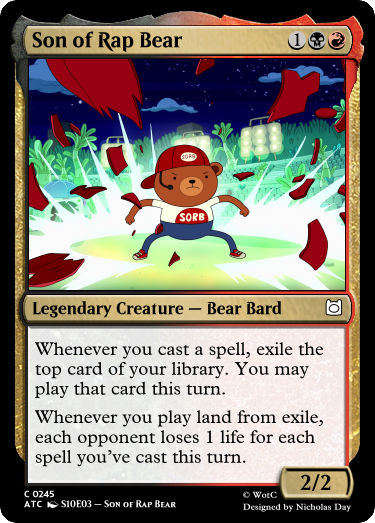 Son of Rap Bear 1
SORB
SORB
Legendary Creature — Bear Bard
Whenever you cast a spell, exile the
top card of your library. You may
play that card this turn.
Whenever you play land from exile,
each opponent loses 1 life for each
spell you've cast this turn.
2/2
C 0245
ATC S10E03 — Son of Rap Bear
© WotC
Designed by Nicholas Day